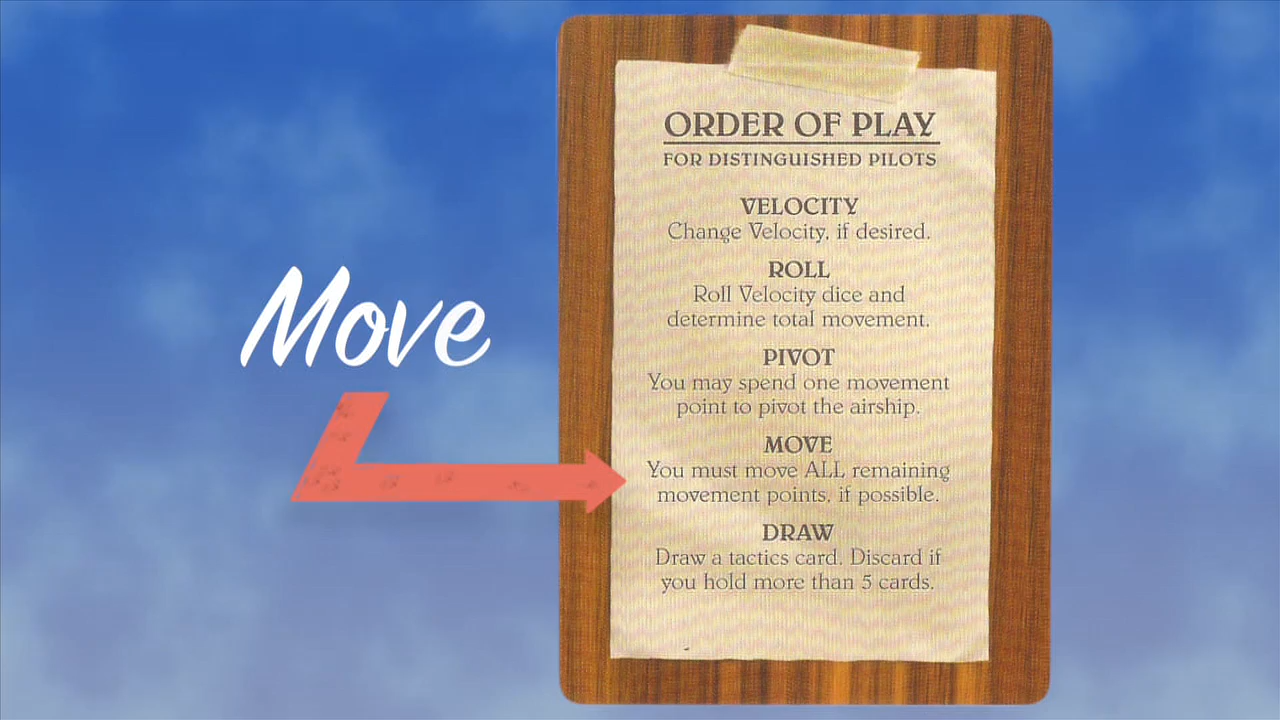 Move
ORDER OF PLAY
FOR DISTINGUISHED PILOTS
VELOCITY
Change Velocity, if desired.
ROLL
Roll Velocity dice and
determine total movement.
PIVOT
You may spend one movement
point to pivot the airship.
MOVE
You must move ALL remaining
movement points, if possible.
DRAW
Draw a tactics card. Discard if
you hold more than 5 cards.